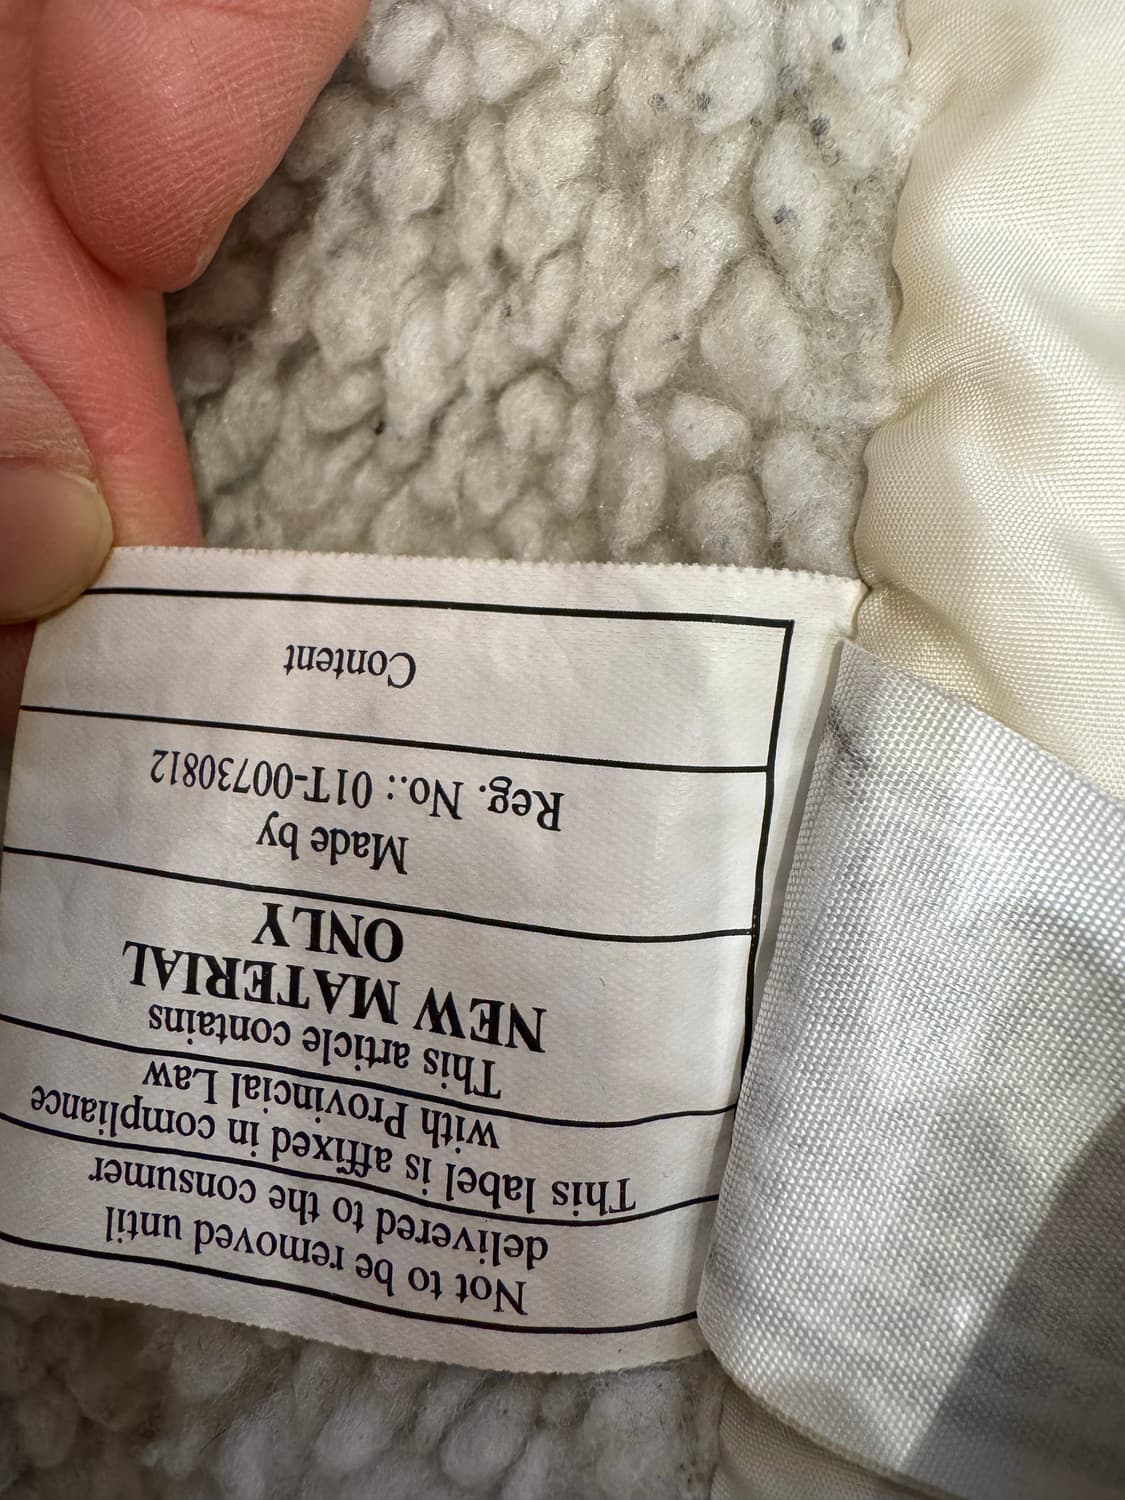 Not to be removed until
delivered to the consumer
This label is affixed in compliance
with Provincial Law
This article contains
NEW MATERIAL
ONLY
Made by
Reg. No.: 01T-00730812
Content